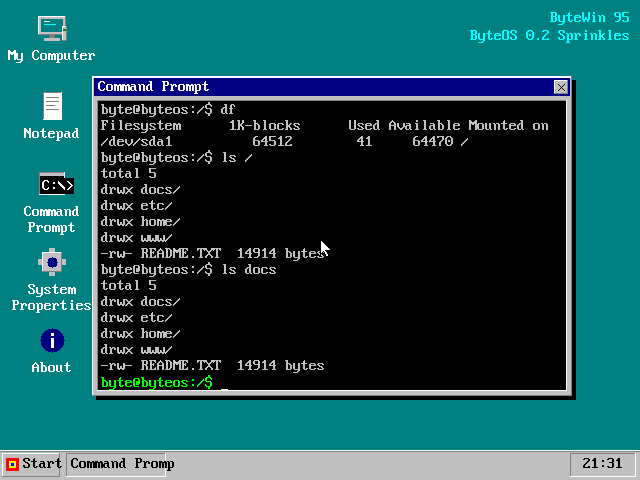 ByteWin 95
ByteOS 0.2 Sprinkles
My Computer
Notepad
C:\>
Command
Prompt
System
Properties
i
About
Command Prompt
byte@byteos:/$ df
Filesystem      1K-blocks      Used Available Mounted on
/dev/sda1          64512        41     64470 /
byte@byteos:/$ ls /
total 5
drwx docs/
drwx etc/
drwx home/
drwx www/
-rw- README.TXT  14914 bytes
byte@byteos:/$ ls docs
total 5
drwx docs/
drwx etc/
drwx home/
drwx www/
-rw- README.TXT  14914 bytes
byte@byteos:/$ _
Start
Command Promp
21:31